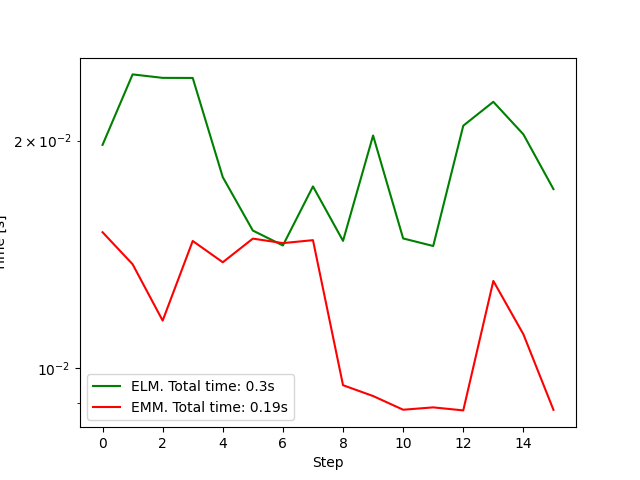 2 × 10⁻²
10⁻²
Time [s]
ELM. Total time: 0.3s
EMM. Total time: 0.19s
0 2 4 6 8 10 12 14
Step